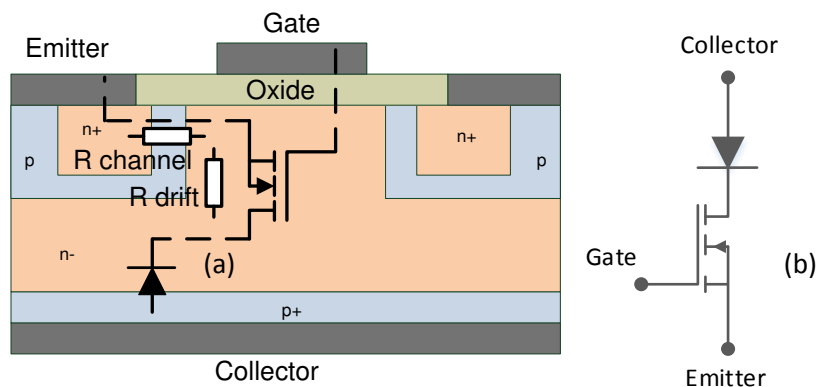 Gate
Emitter
Oxide
n+
n+
p
p
R channel
R drift
n-
(a)
p+
Collector
Collector
Gate
(b)
Emitter